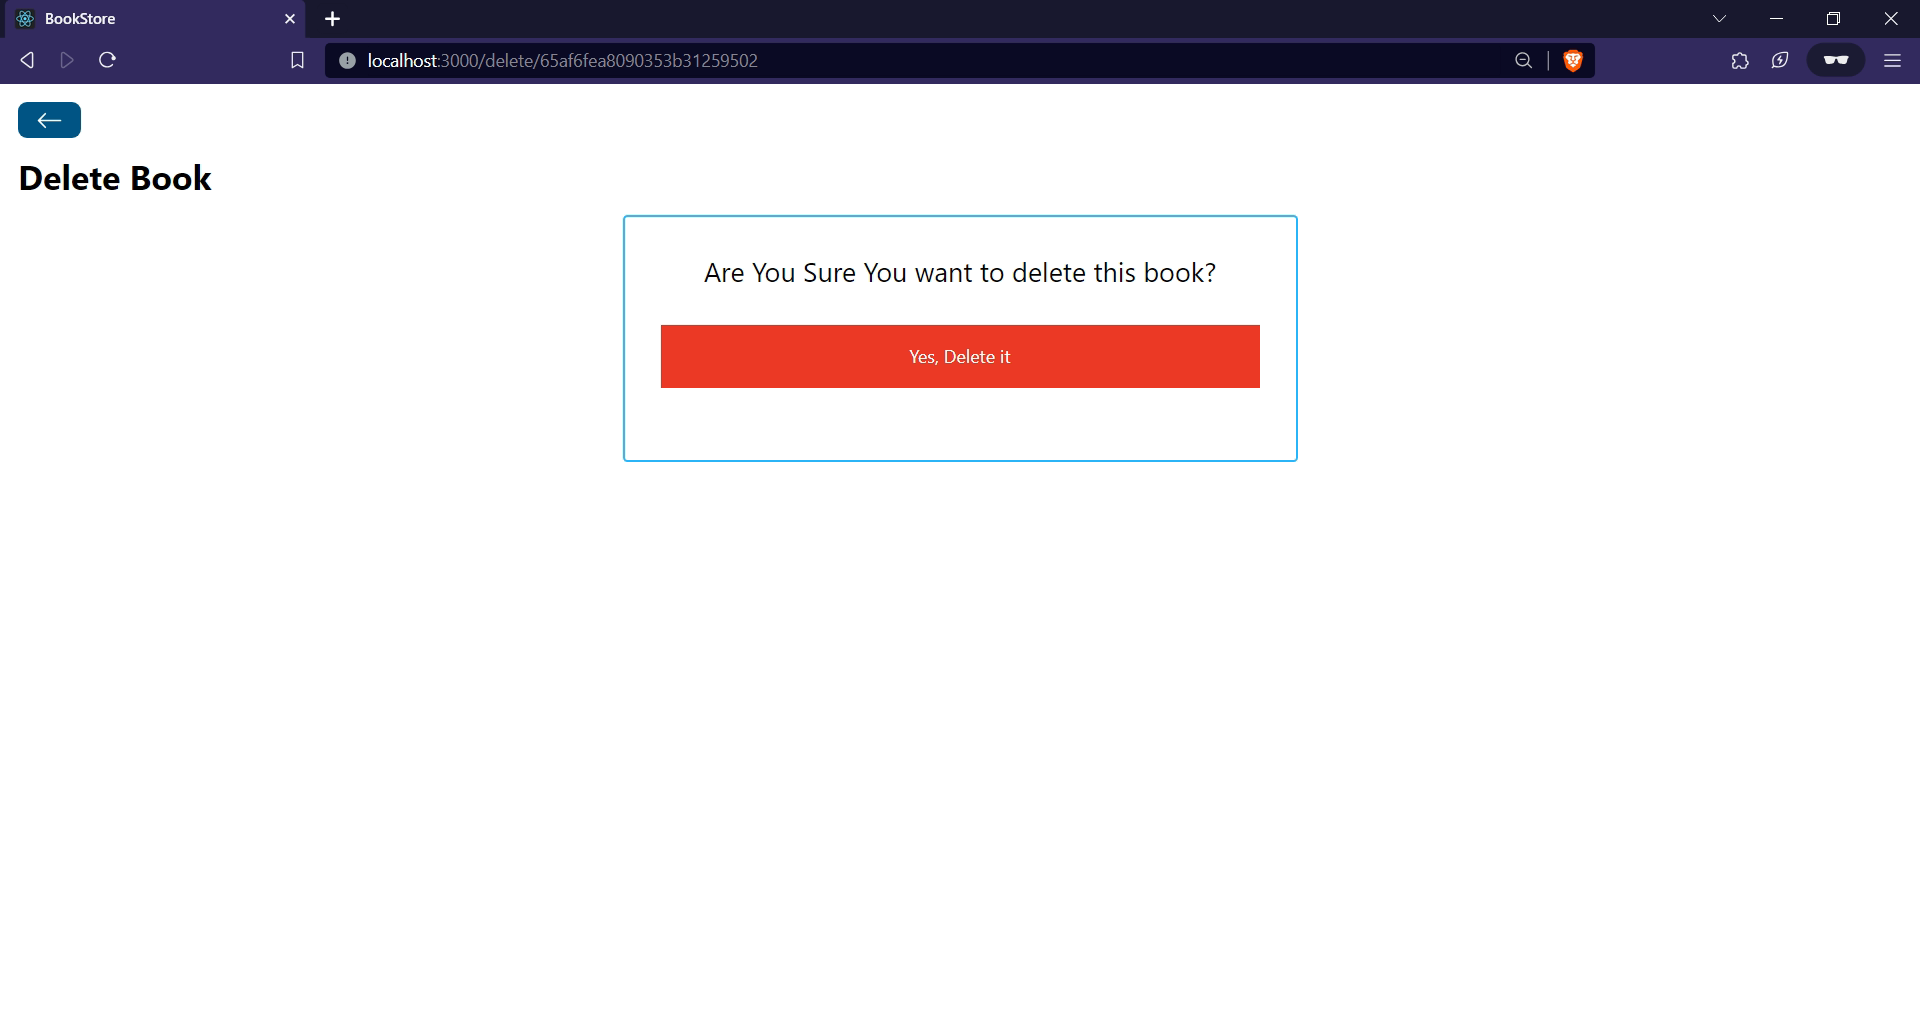 BookStore
localhost:3000/delete/65af6fea8090353b31259502
Delete Book
Are You Sure You want to delete this book?
Yes, Delete it